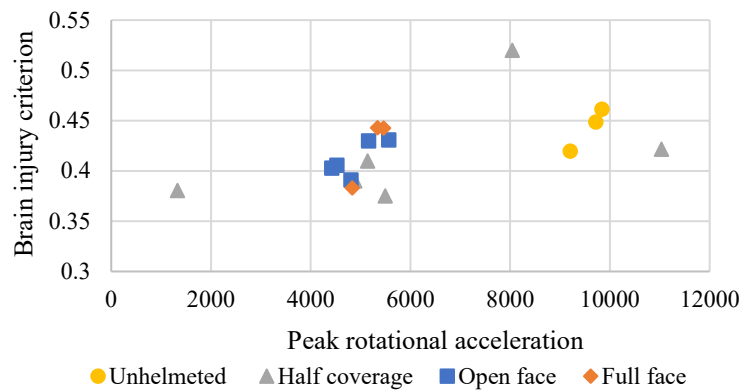 0.55
0.5
0.45
0.4
0.35
0.3
Brain injury criterion
0 2000 4000 6000 8000 10000 12000
Peak rotational acceleration
Unhelmeted Half coverage Open face Full face